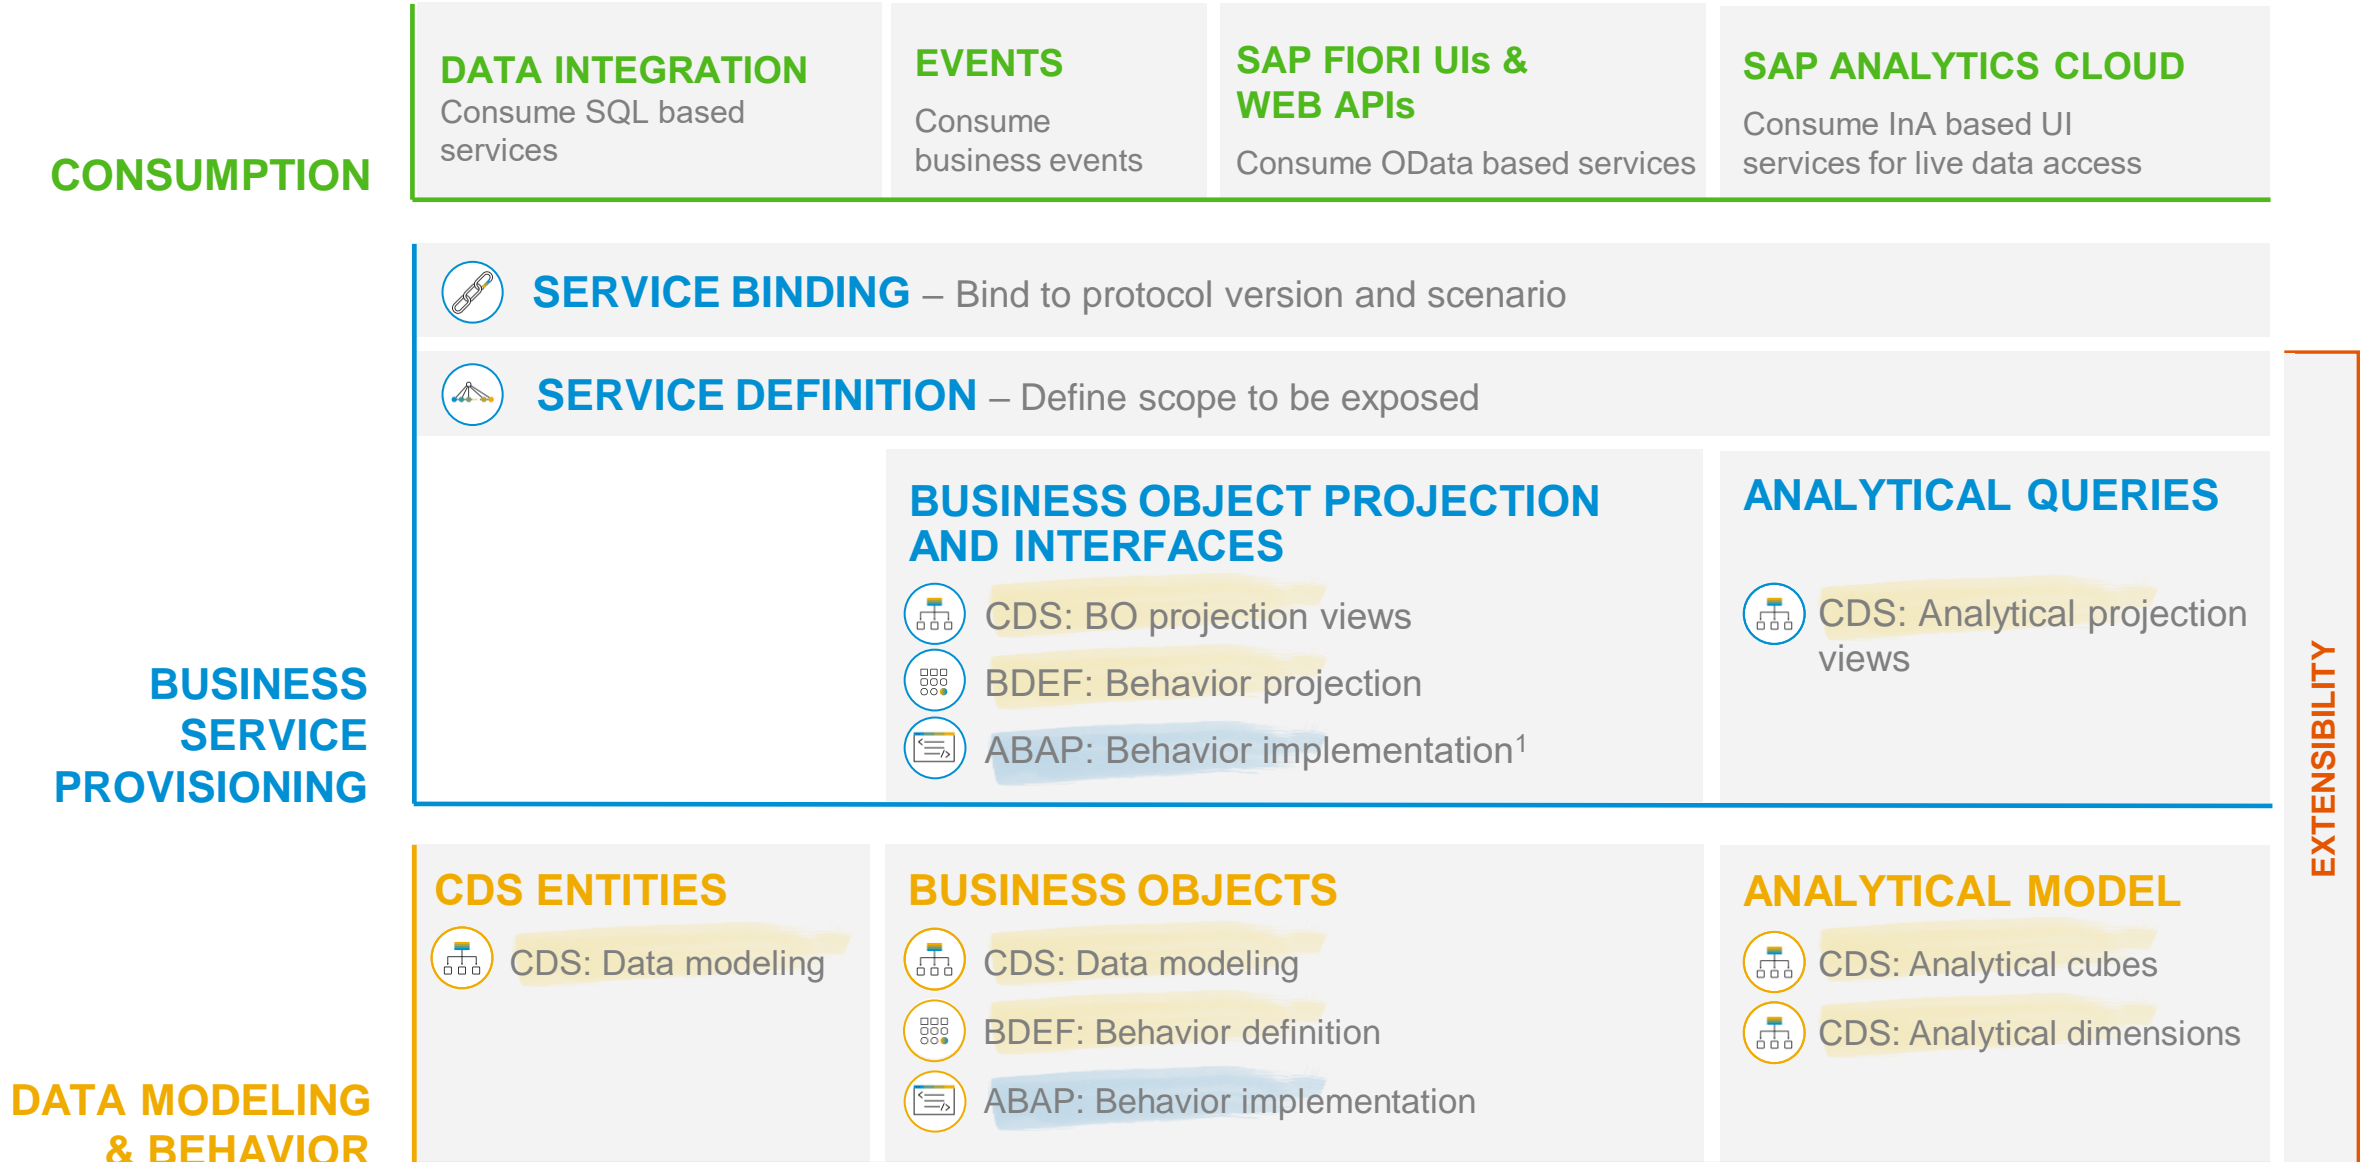 CONSUMPTION
DATA INTEGRATION
Consume SQL based
services
EVENTS
Consume
business events
SAP FIORI UIs &
WEB APIs
Consume OData based services
SAP ANALYTICS CLOUD
Consume InA based UI
services for live data access
BUSINESS
SERVICE
PROVISIONING
SERVICE BINDING – Bind to protocol version and scenario
SERVICE DEFINITION – Define scope to be exposed
BUSINESS OBJECT PROJECTION
AND INTERFACES
CDS: BO projection views
BDEF: Behavior projection
ABAP: Behavior implementation¹
ANALYTICAL QUERIES
CDS: Analytical projection
views
DATA MODELING
& BEHAVIOR
CDS ENTITIES
CDS: Data modeling
BUSINESS OBJECTS
CDS: Data modeling
BDEF: Behavior definition
ABAP: Behavior implementation
ANALYTICAL MODEL
CDS: Analytical cubes
CDS: Analytical dimensions
EXTENSIBILITY